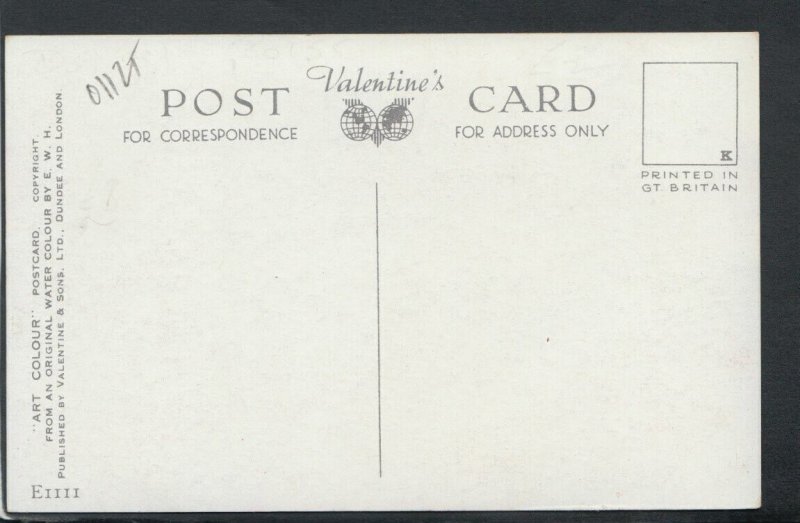 Valentine's
POST CARD
FOR CORRESPONDENCE FOR ADDRESS ONLY
K
PRINTED IN
GT. BRITAIN
"ART COLOUR" POSTCARD. COPYRIGHT.
FROM AN ORIGINAL WATER COLOUR BY E. W. H.
PUBLISHED BY VALENTINE & SONS, LTD., DUNDEE AND LONDON
E1111